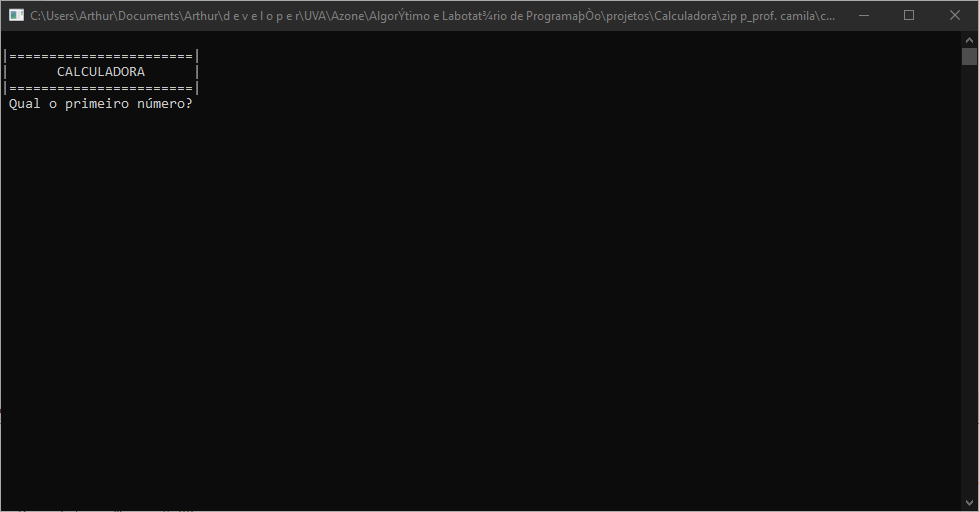 C:\Users\Arthur\Documents\Arthur\d e v e l o p e r\UVA\Azone\AlgorÝtimo e Labotat¾rio de ProgramaþÒo\projetos\Calculadora\zip p_prof. camila\c...
|=======================|
| CALCULADORA |
|=======================|
Qual o primeiro número?